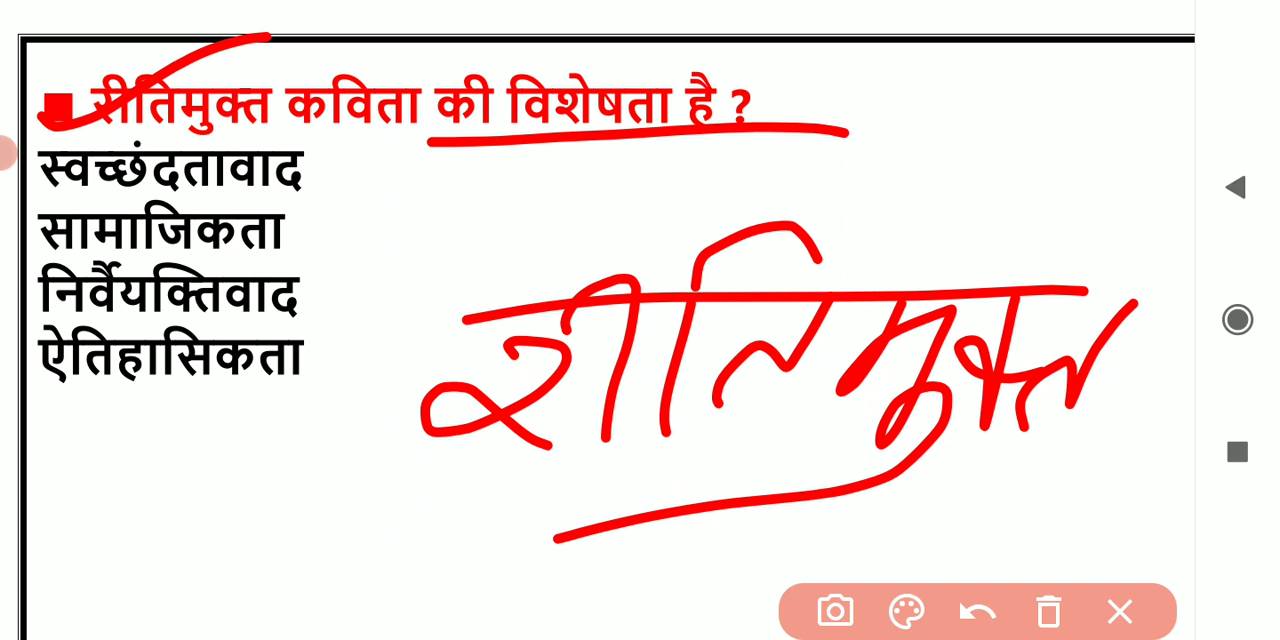 ■ रीतिमुक्त कविता की विशेषता है ?
स्वच्छंदतावाद
सामाजिकता
निर्वैयक्तिवाद
ऐतिहासिकता
रीतिमुक्त